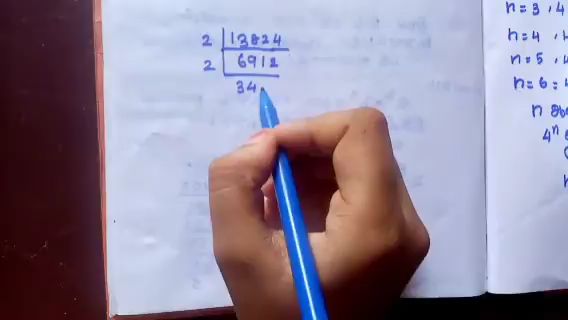 2 | 13824
2 | 6912
34
n = 3, 4
n = 4, 4
n = 5, 4
n = 6, 4
n
4ⁿ